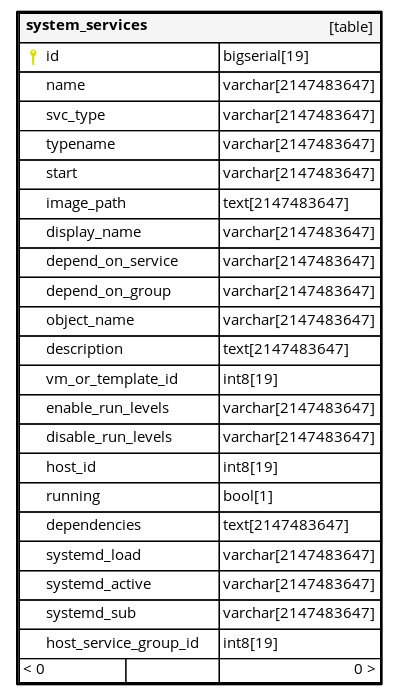 system_services [table]
id bigserial[19]
name varchar[2147483647]
svc_type varchar[2147483647]
typename varchar[2147483647]
start varchar[2147483647]
image_path text[2147483647]
display_name varchar[2147483647]
depend_on_service varchar[2147483647]
depend_on_group varchar[2147483647]
object_name varchar[2147483647]
description text[2147483647]
vm_or_template_id int8[19]
enable_run_levels varchar[2147483647]
disable_run_levels varchar[2147483647]
host_id int8[19]
running bool[1]
dependencies text[2147483647]
systemd_load varchar[2147483647]
systemd_active varchar[2147483647]
systemd_sub varchar[2147483647]
host_service_group_id int8[19]
< 0 0 >